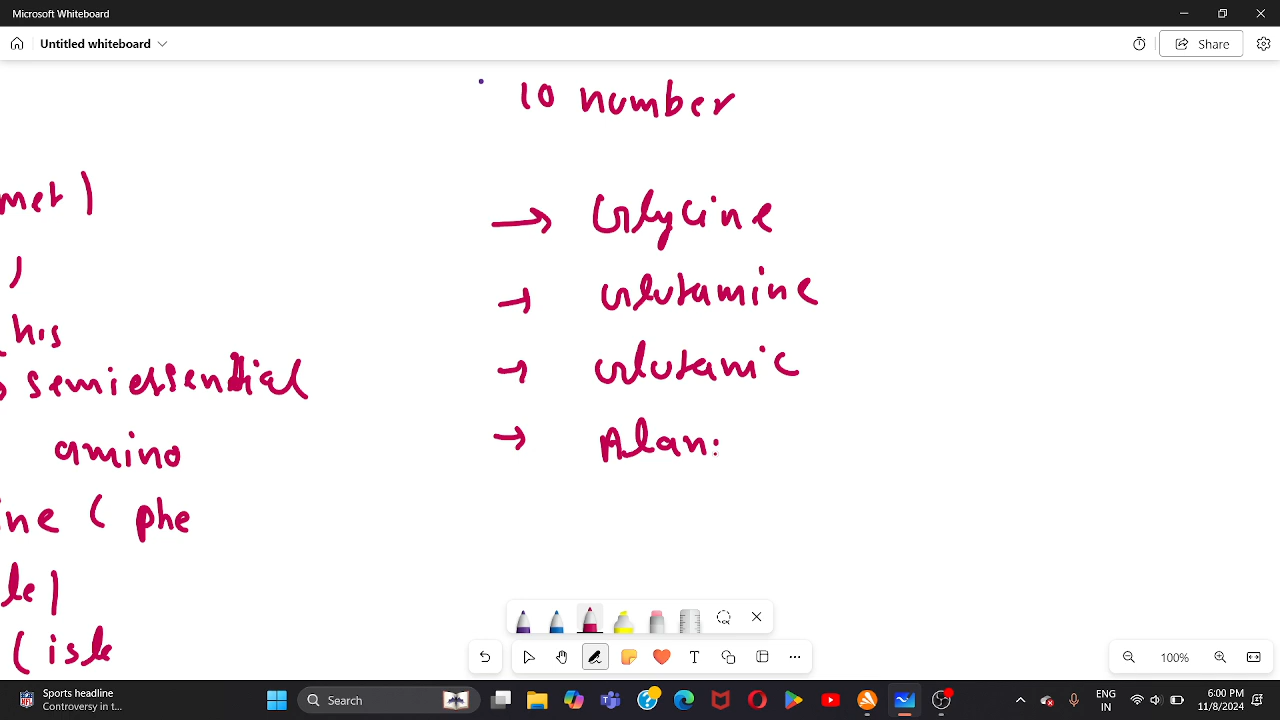 Microsoft Whiteboard
Untitled whiteboard
Share
10 number
met)
)
his
semiessential
amino
ine ( phe
le)
( isle
→ Glycine
→ Glutamine
→ Glutamic
→ Alan
100%
Sports headline
Controversy in t...
Search
ENG
IN
6:00 PM
11/8/2024